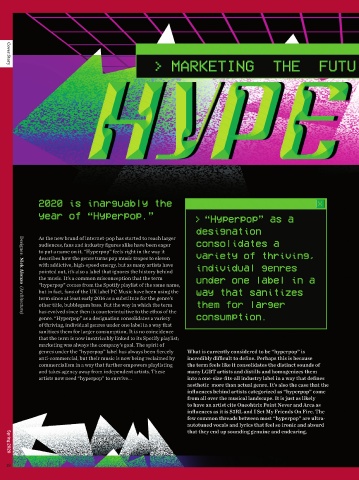 Cover Story
> MARKETING THE FUTU
HYPE
2020 is inarguably the
year of "Hyperpop."
As the new brand of internet pop has started to reach larger
audiences, fans and industry figures alike have been eager
to put a name on it. "Hyperpop" feels right in the way it
describes how the genre turns pop music tropes to eleven
with addictive, high-speed energy, but as many artists have
pointed out, it's also a label that ignores the history behind
the music. It's a common misconception that the term
"hyperpop" comes from the Spotify playlist of the same name,
but in fact, fans of the UK label PC Music have been using the
term since at least early 2016 as a substitute for the genre's
other title, bubblegum bass. But the way in which the term
has evolved since then is counterintuitive to the ethos of the
genre. "Hyperpop" as a designation consolidates a variety
of thriving, individual genres under one label in a way that
sanitizes them for larger consumption. It is no coincidence
that the term is now inextricably linked to its Spotify playlist;
marketing was always the company's goal. The spirit of
genres under the "hyperpop" label has always been fiercely
anti-commercial, but their music is now being reclaimed by
commercialism in a way that further empowers playlisting
and takes agency away from independent artists. These
artists now need "hyperpop" to survive...
> "Hyperpop" as a
designation
consolidates a
variety of thriving,
individual genres
under one label in a
way that sanitizes
them for larger
consumption.
What is currently considered to be "hyperpop" is
incredibly difficult to define. Perhaps this is because
the term feels like it consolidates the distinct sounds of
many LGBT artists and distills and homogenizes them
into a one-size-fits-all industry label in a way that defines
aesthetic more than actual genre. It's also the case that the
influences behind artists categorized as "hyperpop" come
from all over the musical landscape. It is just as likely
to have an artist cite Oneohtrix Point Never and Arca as
influences as it is 3OH!3 and I Set My Friends On Fire. The
few common threads between most "hyperpop" are ultra-
autotuned vocals and lyrics that feel so ironic and absurd
that they end up sounding genuine and endearing.
Designer: Nick
Spring 2020